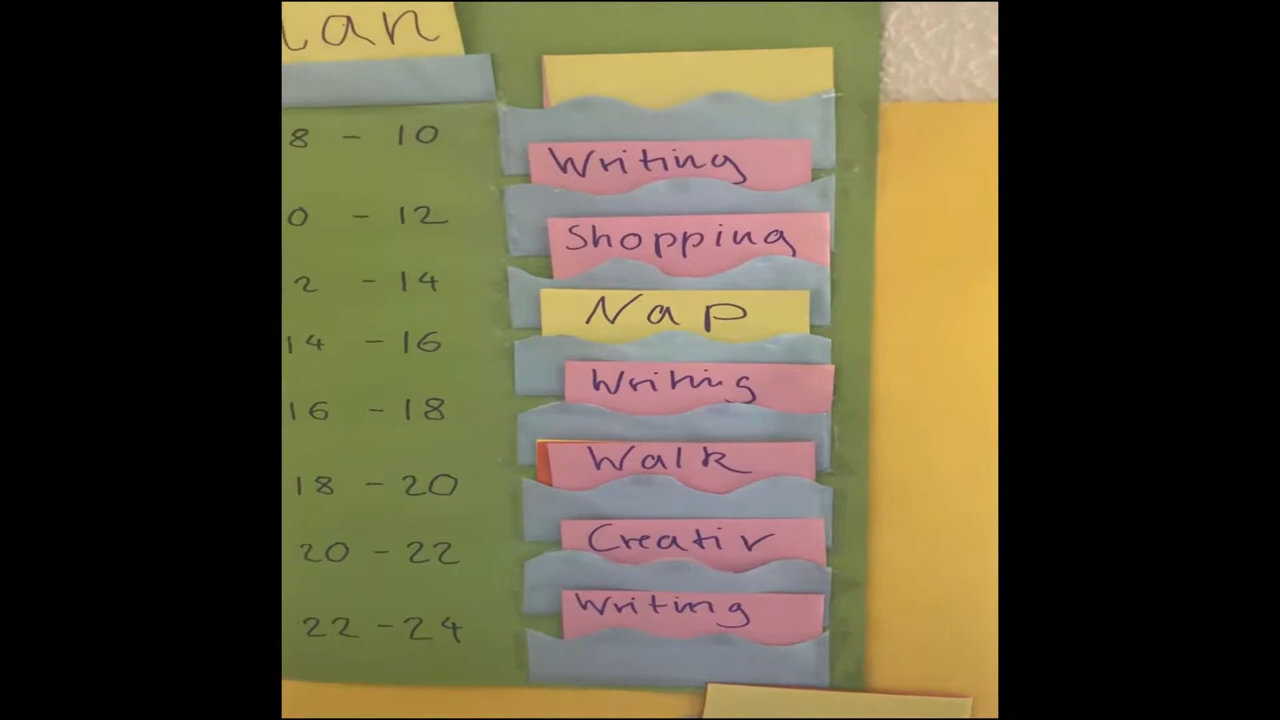 lan
8 - 10
Writing
0 - 12
Shopping
2 - 14
Nap
14 - 16
Writing
16 - 18
Walk
18 - 20
Creativ
20 - 22
Writing
22 - 24